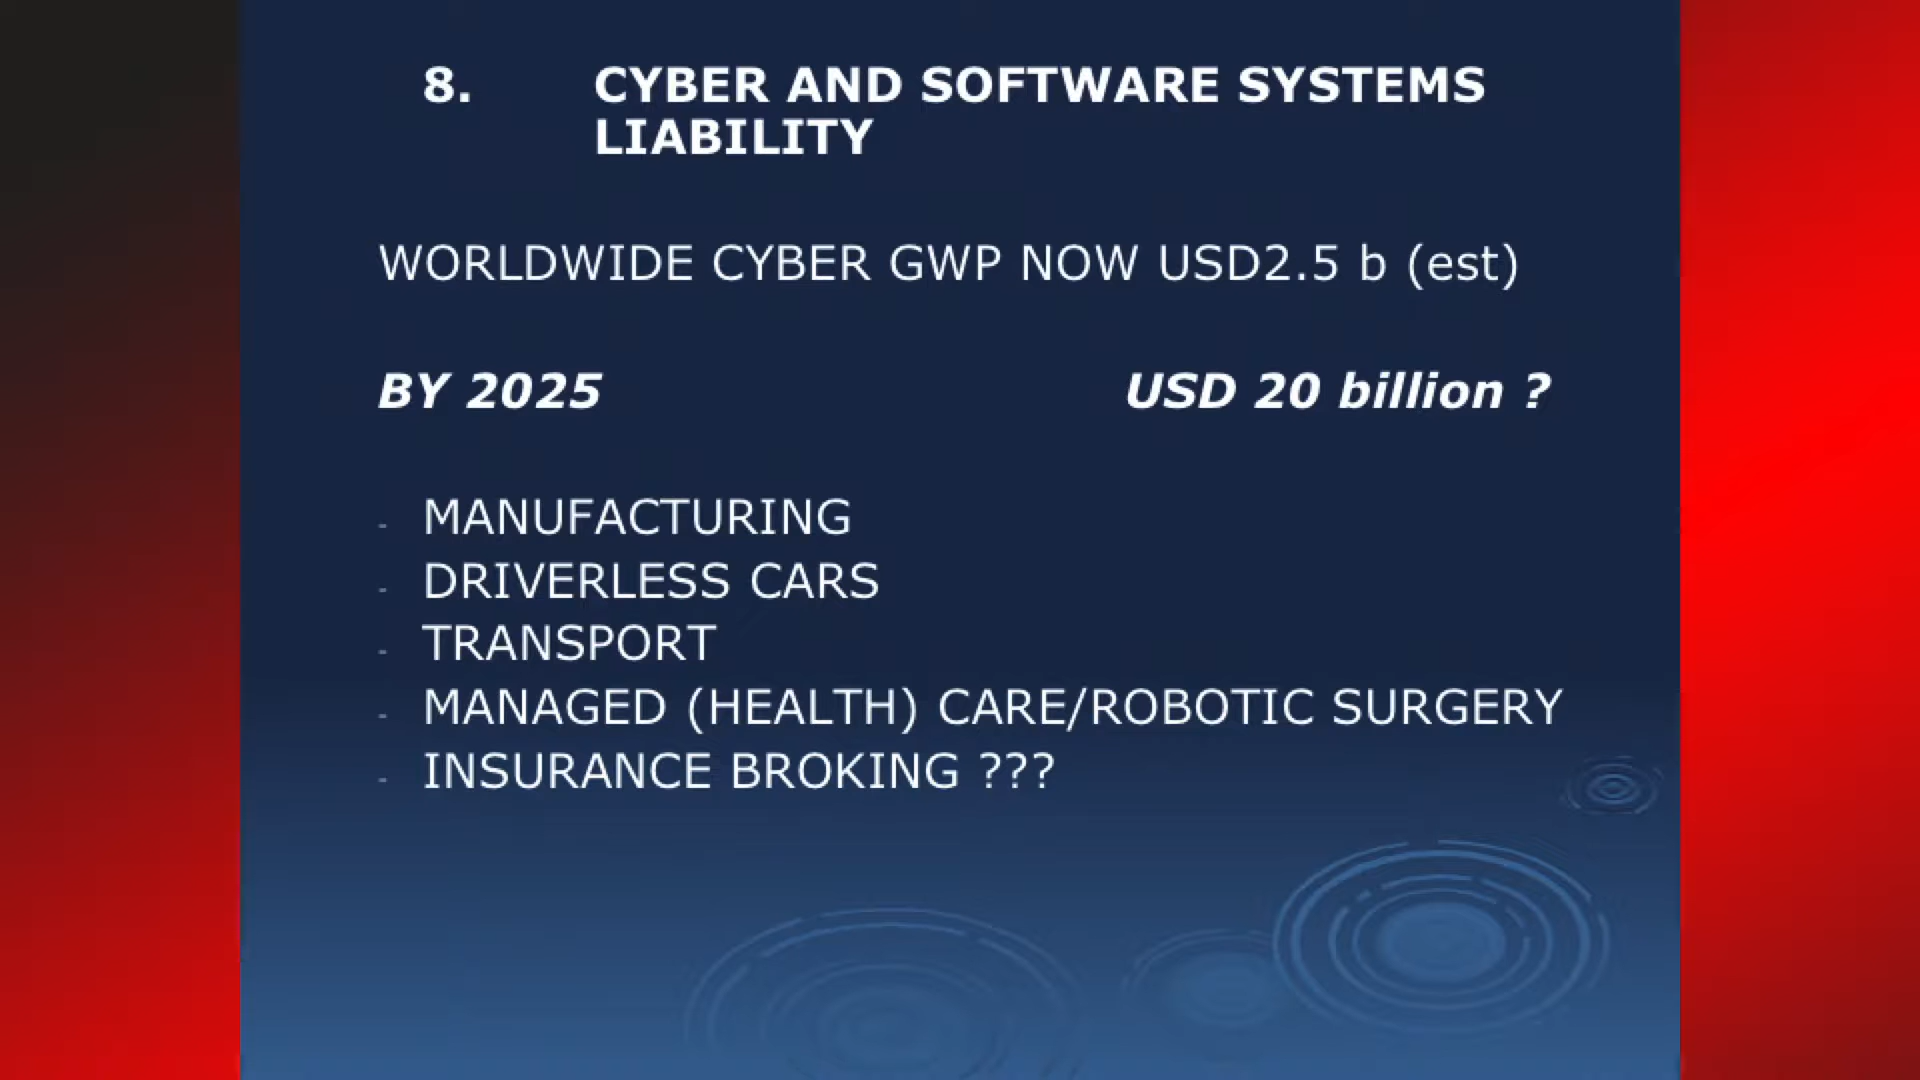 8. CYBER AND SOFTWARE SYSTEMS
LIABILITY
WORLDWIDE CYBER GWP NOW USD2.5 b (est)
BY 2025 USD 20 billion ?
- MANUFACTURING
- DRIVERLESS CARS
- TRANSPORT
- MANAGED (HEALTH) CARE/ROBOTIC SURGERY
- INSURANCE BROKING ???